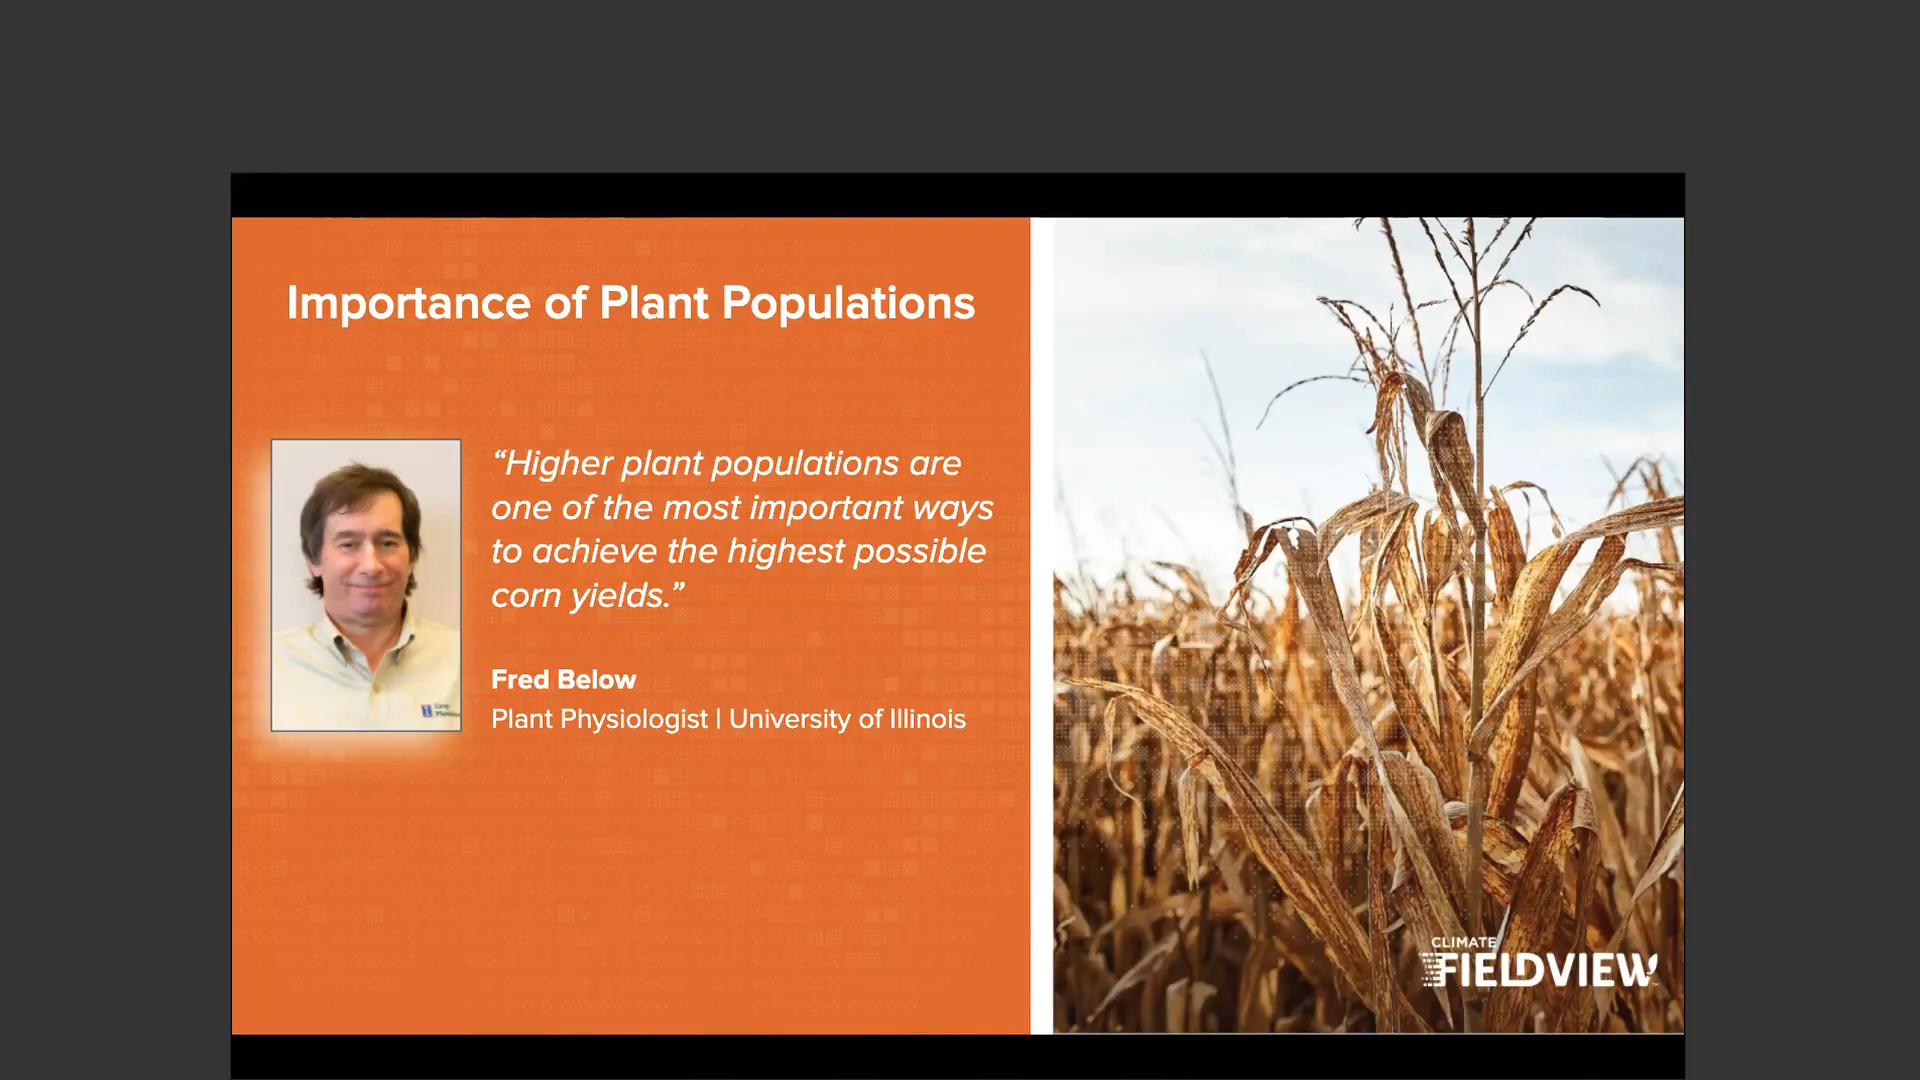 Importance of Plant Populations
“Higher plant populations are
one of the most important ways
to achieve the highest possible
corn yields.”
Fred Below
Plant Physiologist | University of Illinois
CLIMATE
FIELDVIEW